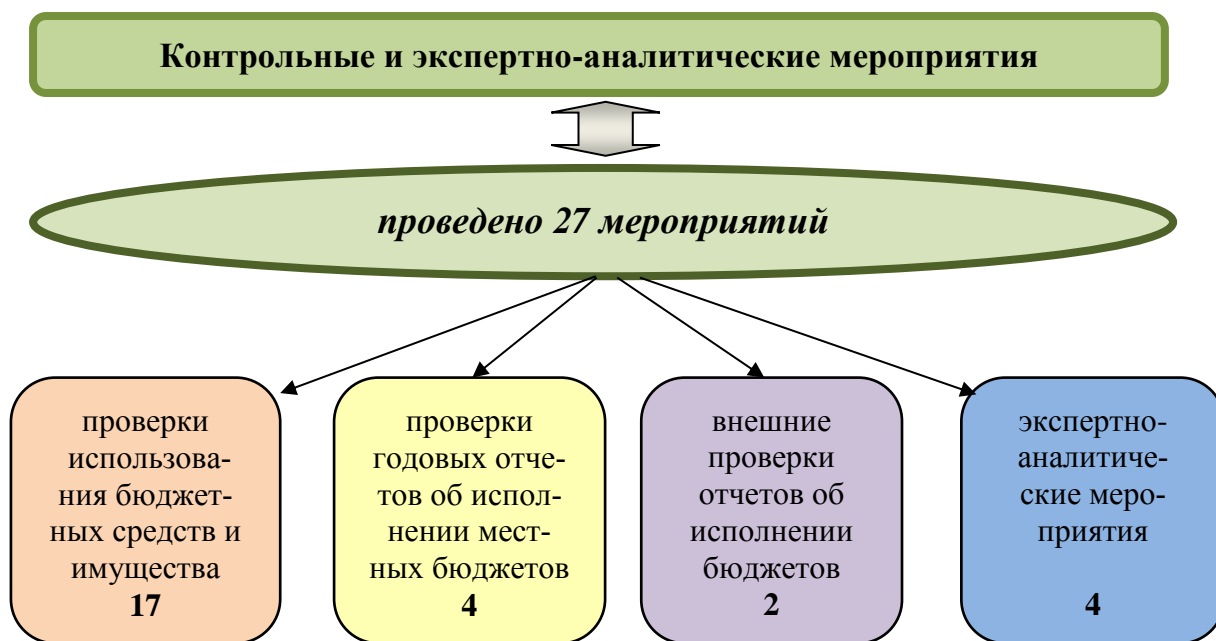 Контрольные и экспертно-аналитические мероприятия
проведено 27 мероприятий
проверки
использова-
ния бюджет-
ных средств и
имущества
17
проверки
годовых отче-
тов об испол-
нении мест-
ных бюджетов
4
внешние
проверки
отчетов об
исполнении
бюджетов
2
экспертно-
аналитиче-
ские меро-
приятия
4